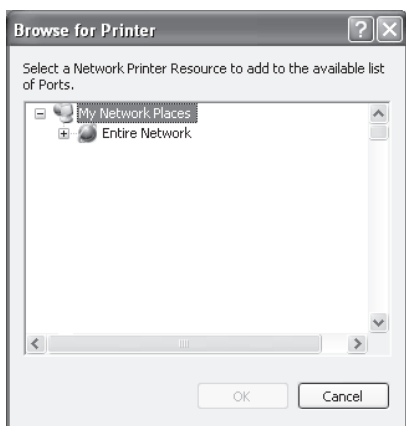 Browse for Printer
Select a Network Printer Resource to add to the available list
of Ports.
My Network Places
Entire Network
OK
Cancel